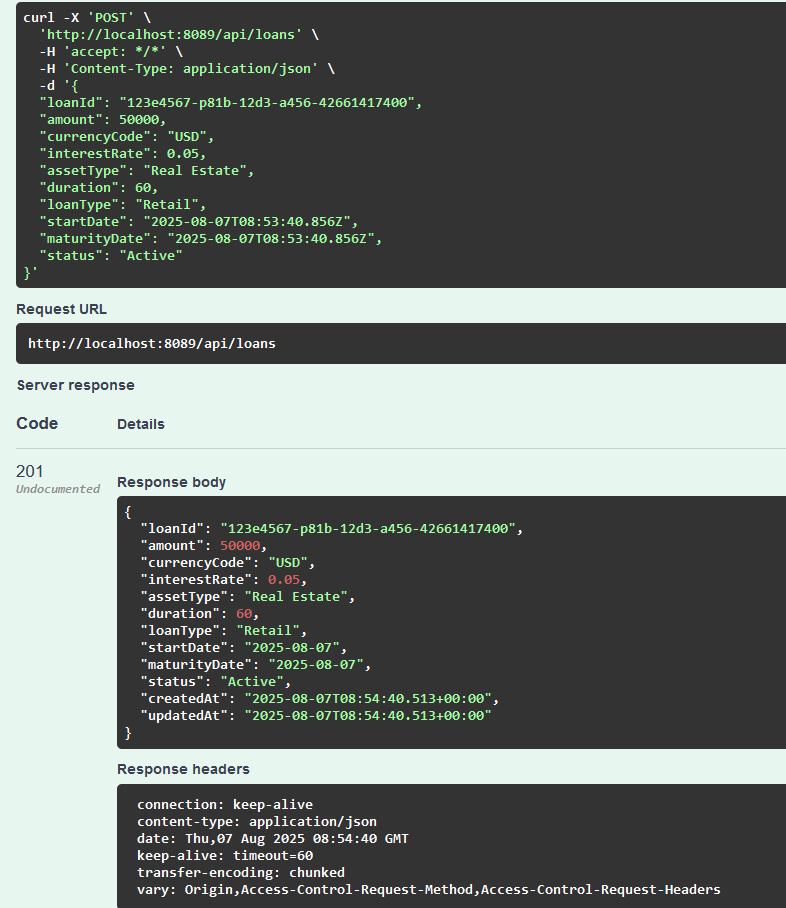 curl -X 'POST' \
  'http://localhost:8089/api/loans' \
  -H 'accept: */*' \
  -H 'Content-Type: application/json' \
  -d '{
  "loanId": "123e4567-p81b-12d3-a456-42661417400",
  "amount": 50000,
  "currencyCode": "USD",
  "interestRate": 0.05,
  "assetType": "Real Estate",
  "duration": 60,
  "loanType": "Retail",
  "startDate": "2025-08-07T08:53:40.856Z",
  "maturityDate": "2025-08-07T08:53:40.856Z",
  "status": "Active"
}'
Request URL
http://localhost:8089/api/loans
Server response
Code Details
201
Undocumented
Response body
{
  "loanId": "123e4567-p81b-12d3-a456-42661417400",
  "amount": 50000,
  "currencyCode": "USD",
  "interestRate": 0.05,
  "assetType": "Real Estate",
  "duration": 60,
  "loanType": "Retail",
  "startDate": "2025-08-07",
  "maturityDate": "2025-08-07",
  "status": "Active",
  "createdAt": "2025-08-07T08:54:40.513+00:00",
  "updatedAt": "2025-08-07T08:54:40.513+00:00"
}
Response headers
connection: keep-alive
content-type: application/json
date: Thu,07 Aug 2025 08:54:40 GMT
keep-alive: timeout=60
transfer-encoding: chunked
vary: Origin,Access-Control-Request-Method,Access-Control-Request-Headers